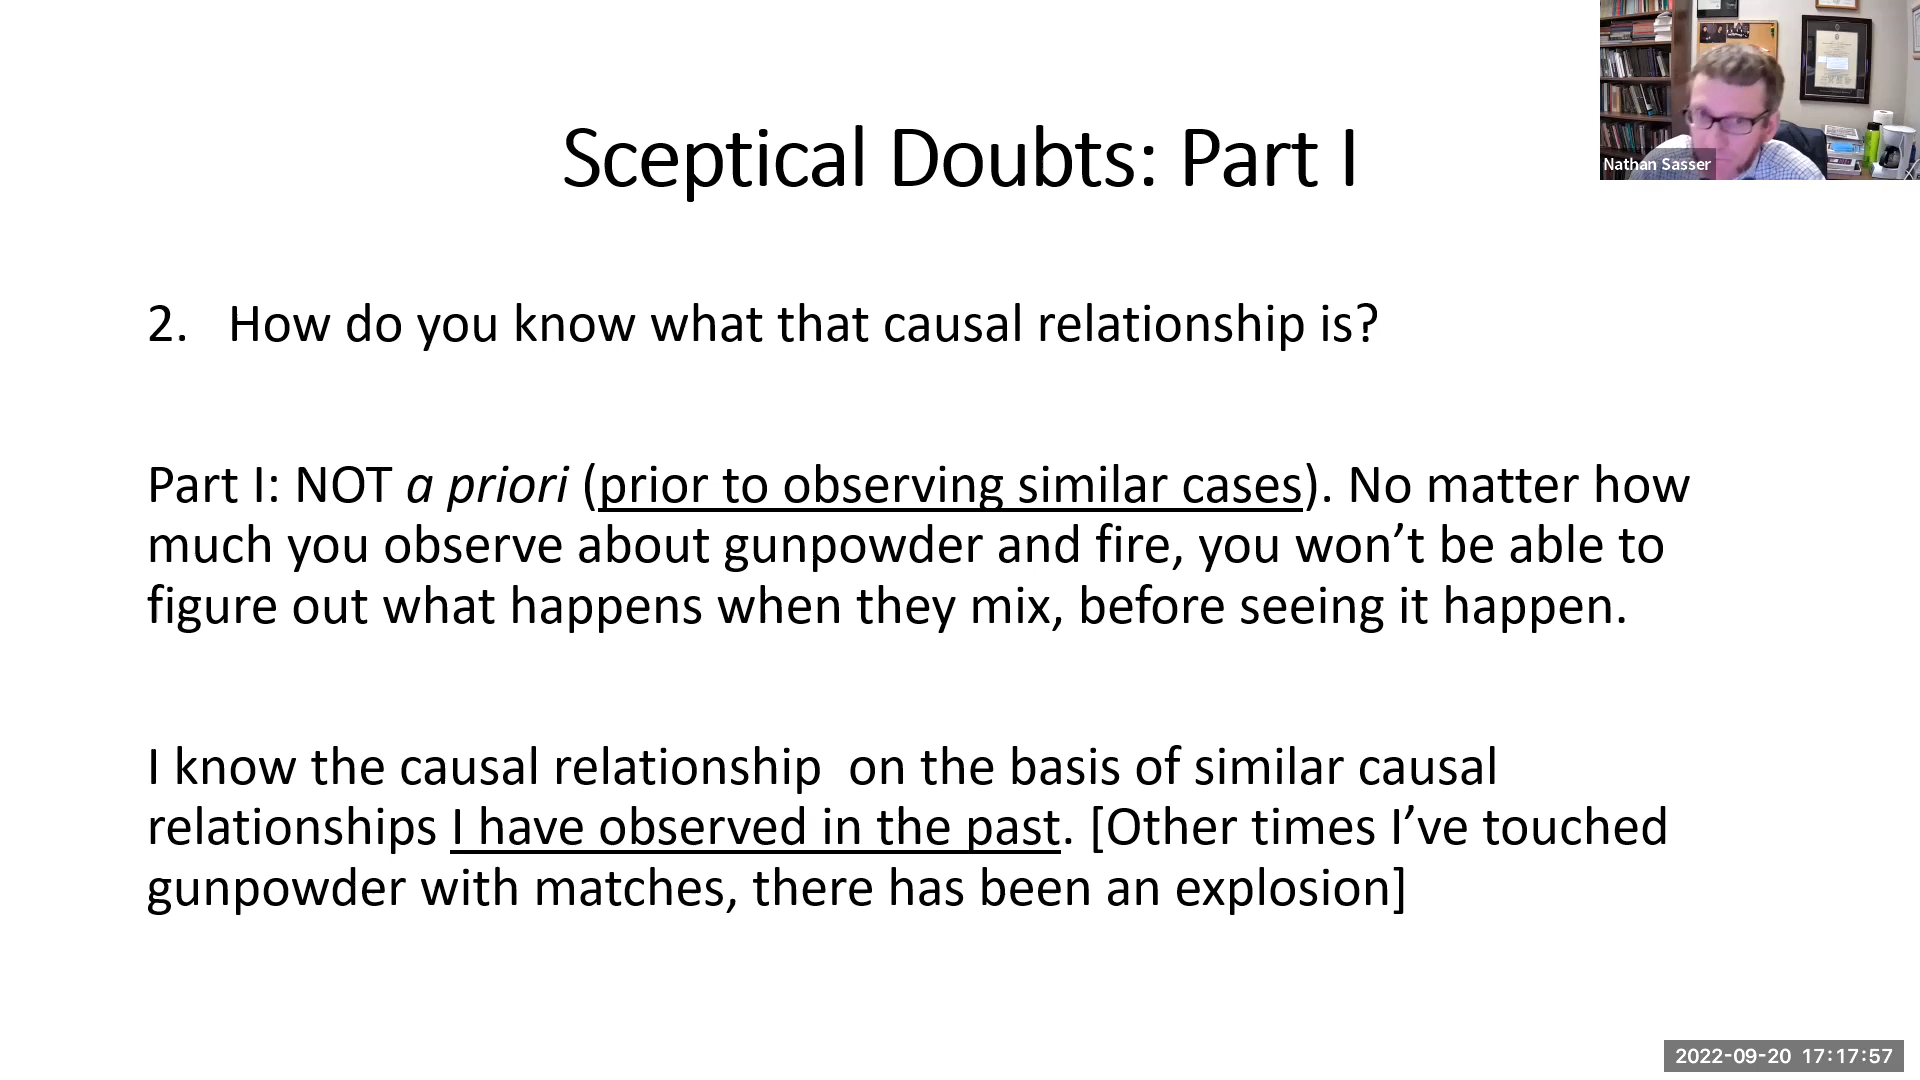 Sceptical Doubts: Part I
Nathan Sasser
2. How do you know what that causal relationship is?
Part I: NOT a priori (prior to observing similar cases). No matter how
much you observe about gunpowder and fire, you won’t be able to
figure out what happens when they mix, before seeing it happen.
I know the causal relationship  on the basis of similar causal
relationships I have observed in the past. [Other times I’ve touched
gunpowder with matches, there has been an explosion]
2022-09-20 17:17:57